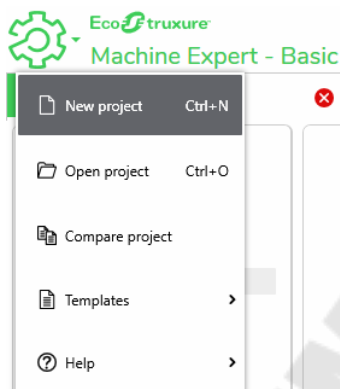 EcoStruxure
Machine Expert - Basic
New project Ctrl+N
Open project Ctrl+O
Compare project
Templates
Help